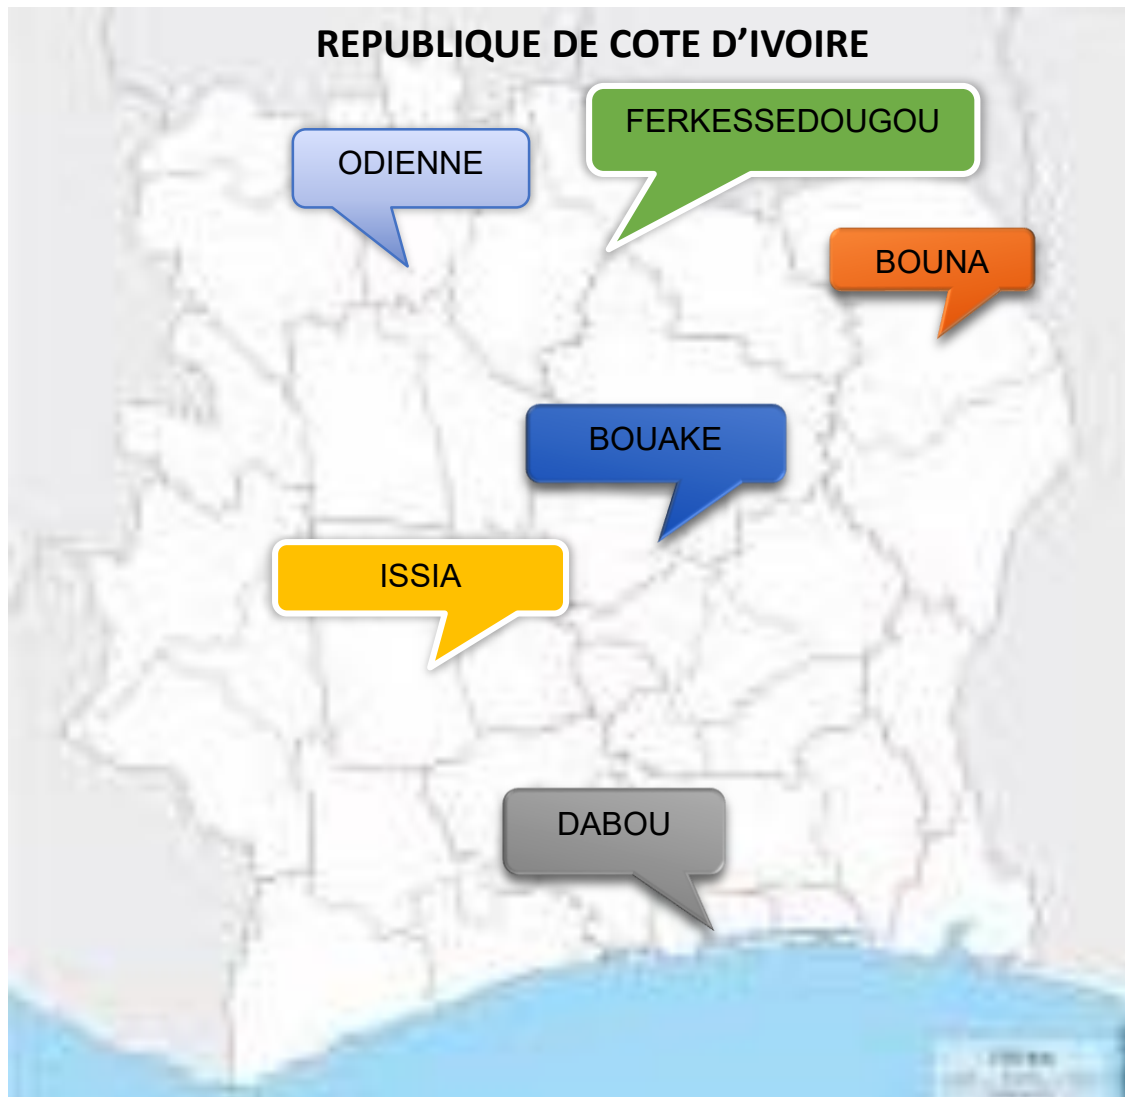 REPUBLIQUE DE COTE D’IVOIRE
FERKESSEDOUGOU
ODIENNE
BOUNA
BOUAKE
ISSIA
DABOU